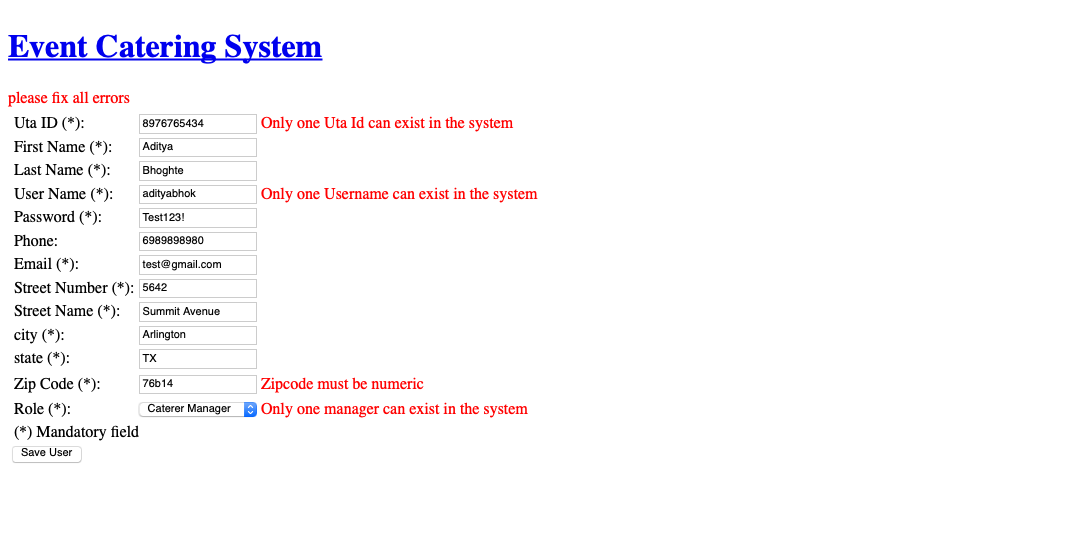 Event Catering System
please fix all errors
Uta ID (*): 8976765434 Only one Uta Id can exist in the system
First Name (*): Aditya
Last Name (*): Bhoghte
User Name (*): adityabhok Only one Username can exist in the system
Password (*): Test123!
Phone: 6989898980
Email (*): test@gmail.com
Street Number (*): 5642
Street Name (*): Summit Avenue
city (*): Arlington
state (*): TX
Zip Code (*): 76b14 Zipcode must be numeric
Role (*): Caterer Manager Only one manager can exist in the system
(*) Mandatory field
Save User